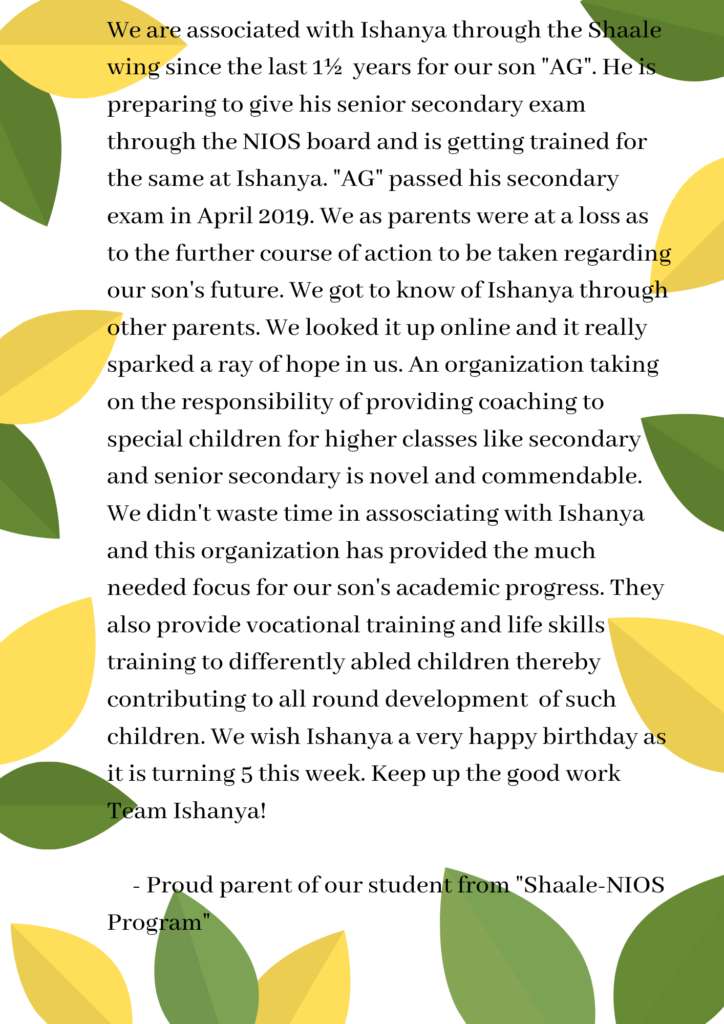 We are associated with Ishanya through the Shaale
wing since the last 1½  years for our son "AG". He is
preparing to give his senior secondary exam
through the NIOS board and is getting trained for
the same at Ishanya. "AG" passed his secondary
exam in April 2019. We as parents were at a loss as
to the further course of action to be taken regarding
our son's future. We got to know of Ishanya through
other parents. We looked it up online and it really
sparked a ray of hope in us. An organization taking
on the responsibility of providing coaching to
special children for higher classes like secondary
and senior secondary is novel and commendable.
We didn't waste time in assosciating with Ishanya
and this organization has provided the much
needed focus for our son's academic progress. They
also provide vocational training and life skills
training to differently abled children thereby
contributing to all round development  of such
children. We wish Ishanya a very happy birthday as
it is turning 5 this week. Keep up the good work
Team Ishanya!
- Proud parent of our student from "Shaale-NIOS
Program"